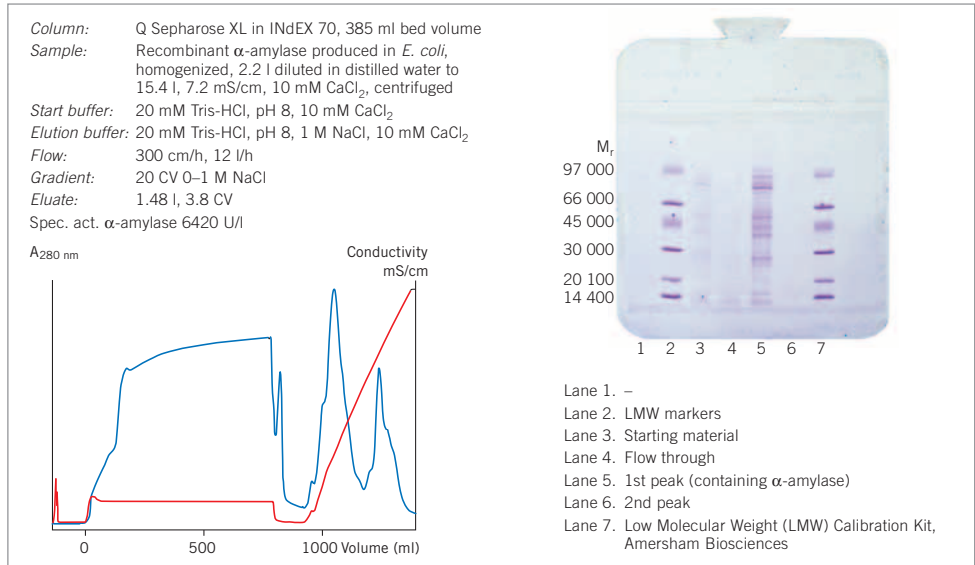 Column: Q Sepharose XL in INdEX 70, 385 ml bed volume
Sample: Recombinant α-amylase produced in E. coli,
homogenized, 2.2 l diluted in distilled water to
15.4 l, 7.2 mS/cm, 10 mM CaCl₂, centrifuged
Start buffer: 20 mM Tris-HCl, pH 8, 10 mM CaCl₂
Elution buffer: 20 mM Tris-HCl, pH 8, 1 M NaCl, 10 mM CaCl₂
Flow: 300 cm/h, 12 l/h
Gradient: 20 CV 0–1 M NaCl
Eluate: 1.48 l, 3.8 CV
Spec. act. α-amylase 6420 U/l
A280 nm
Conductivity
mS/cm
0 500 1000 Volume (ml)
Mr
97 000
66 000
45 000
30 000
20 100
14 400
1 2 3 4 5 6 7
Lane 1. –
Lane 2. LMW markers
Lane 3. Starting material
Lane 4. Flow through
Lane 5. 1st peak (containing α-amylase)
Lane 6. 2nd peak
Lane 7. Low Molecular Weight (LMW) Calibration Kit,
Amersham Biosciences